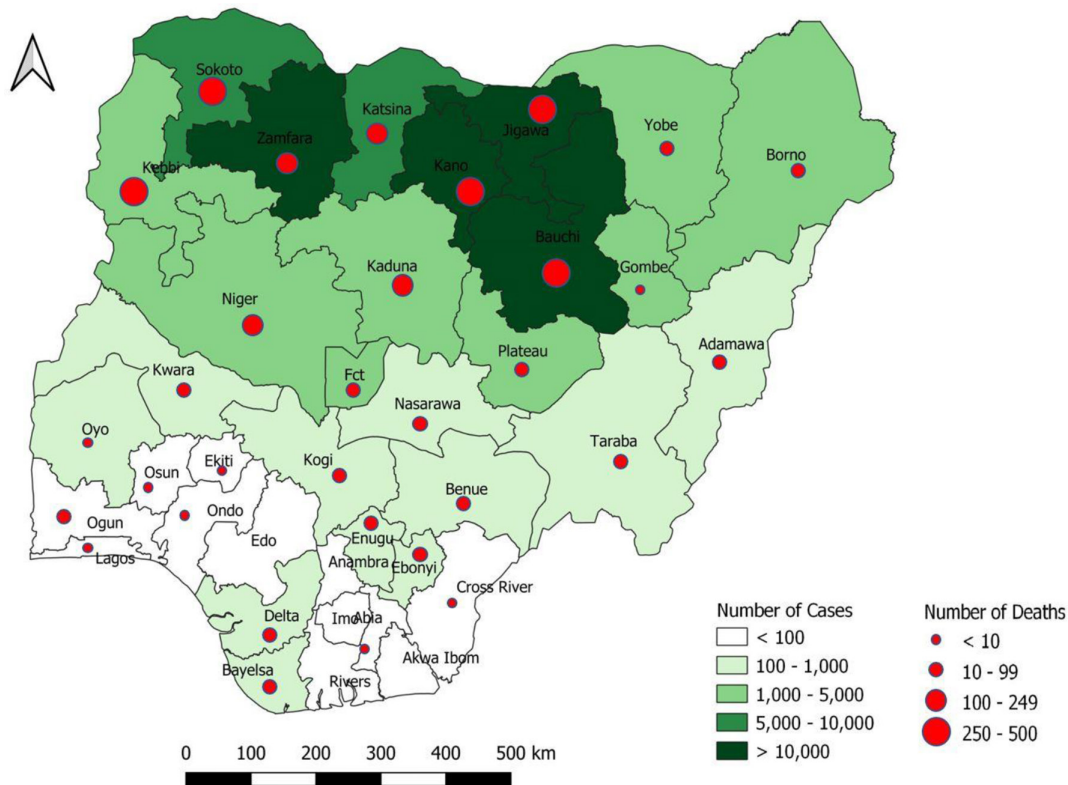 Sokoto
Katsina
Zamfara
Jigawa
Yobe
Borno
Kebbi
Kano
Bauchi
Gombe
Kaduna
Niger
Adamawa
Plateau
Kwara
Fct
Nasarawa
Oyo
Taraba
Osun
Ekiti
Kogi
Benue
Ogun
Ondo
Edo
Enugu
Lagos
Anambra
Ebonyi
Cross River
Delta
Imo
Abia
Akwa Ibom
Bayelsa
Rivers
Number of Cases
< 100
100 - 1,000
1,000 - 5,000
5,000 - 10,000
> 10,000
Number of Deaths
< 10
10 - 99
100 - 249
250 - 500
0 100 200 300 400 500 km